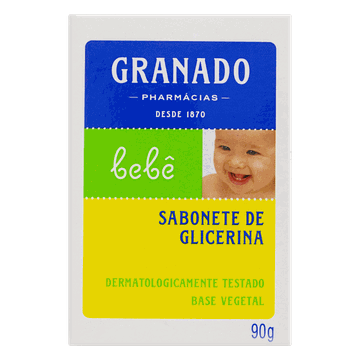 GRANADO
PHARMÁCIAS
DESDE 1870
bebê
SABONETE DE
GLICERINA
DERMATOLOGICAMENTE TESTADO
BASE VEGETAL
90g